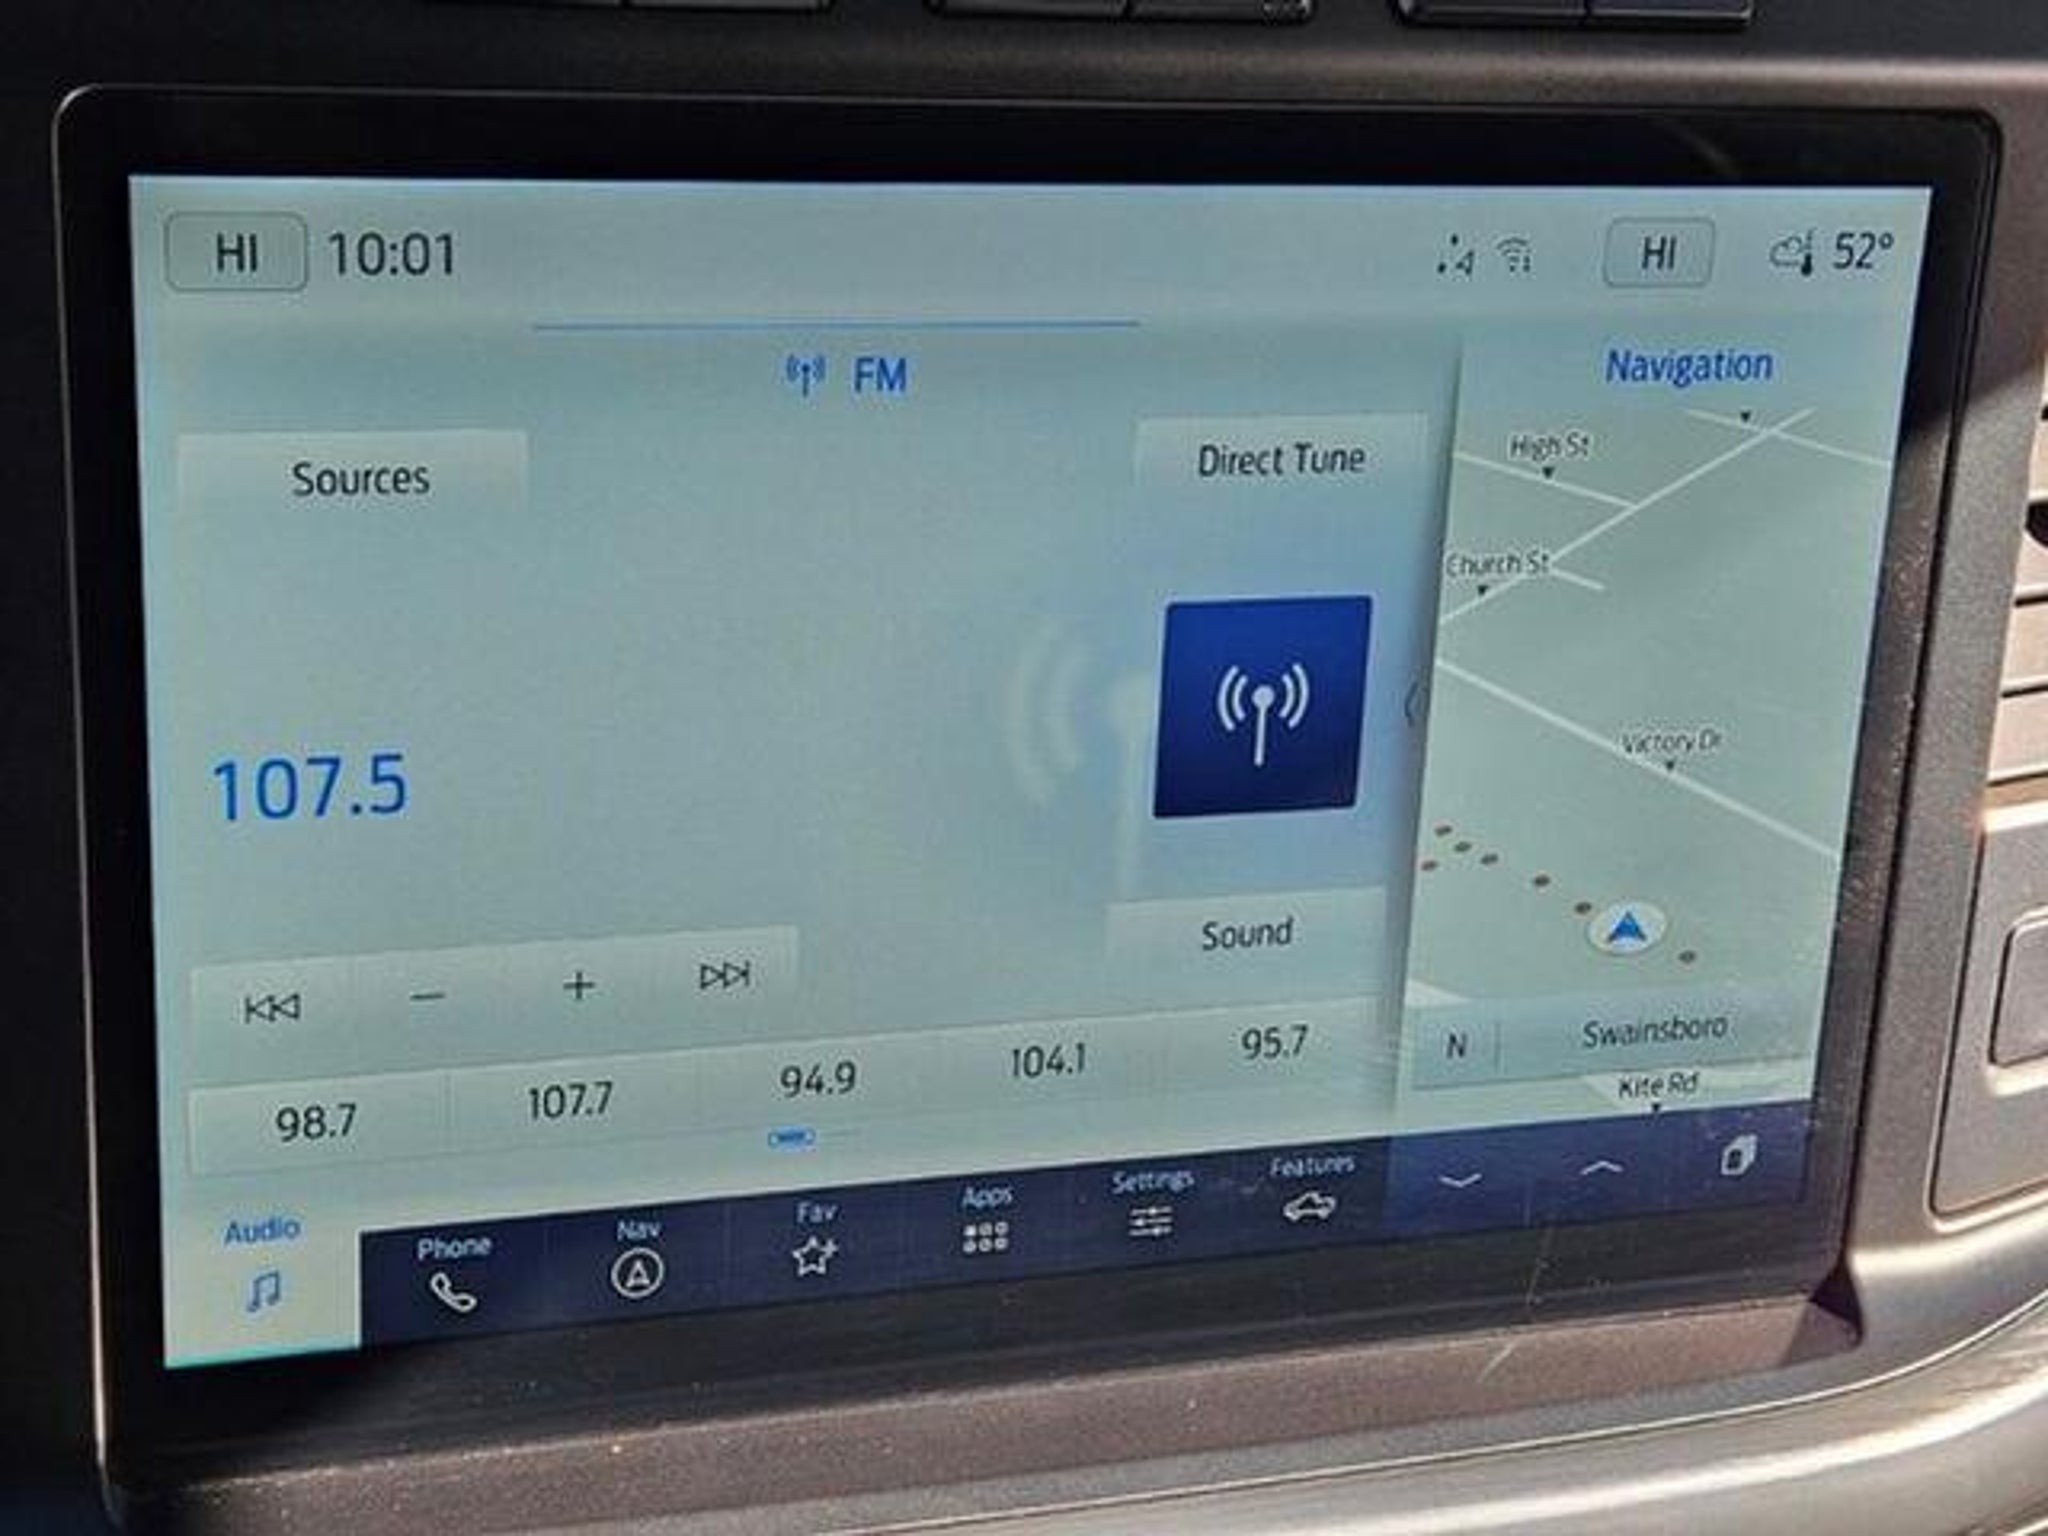 HI 10:01 HI 52°
FM
Navigation
Sources
Direct Tune
High St
Church St
107.5
Victory Dr
Sound
N Swainsboro
Kite Rd
98.7 107.7 94.9 104.1 95.7
Audio Phone Nav Fav Apps Settings Features